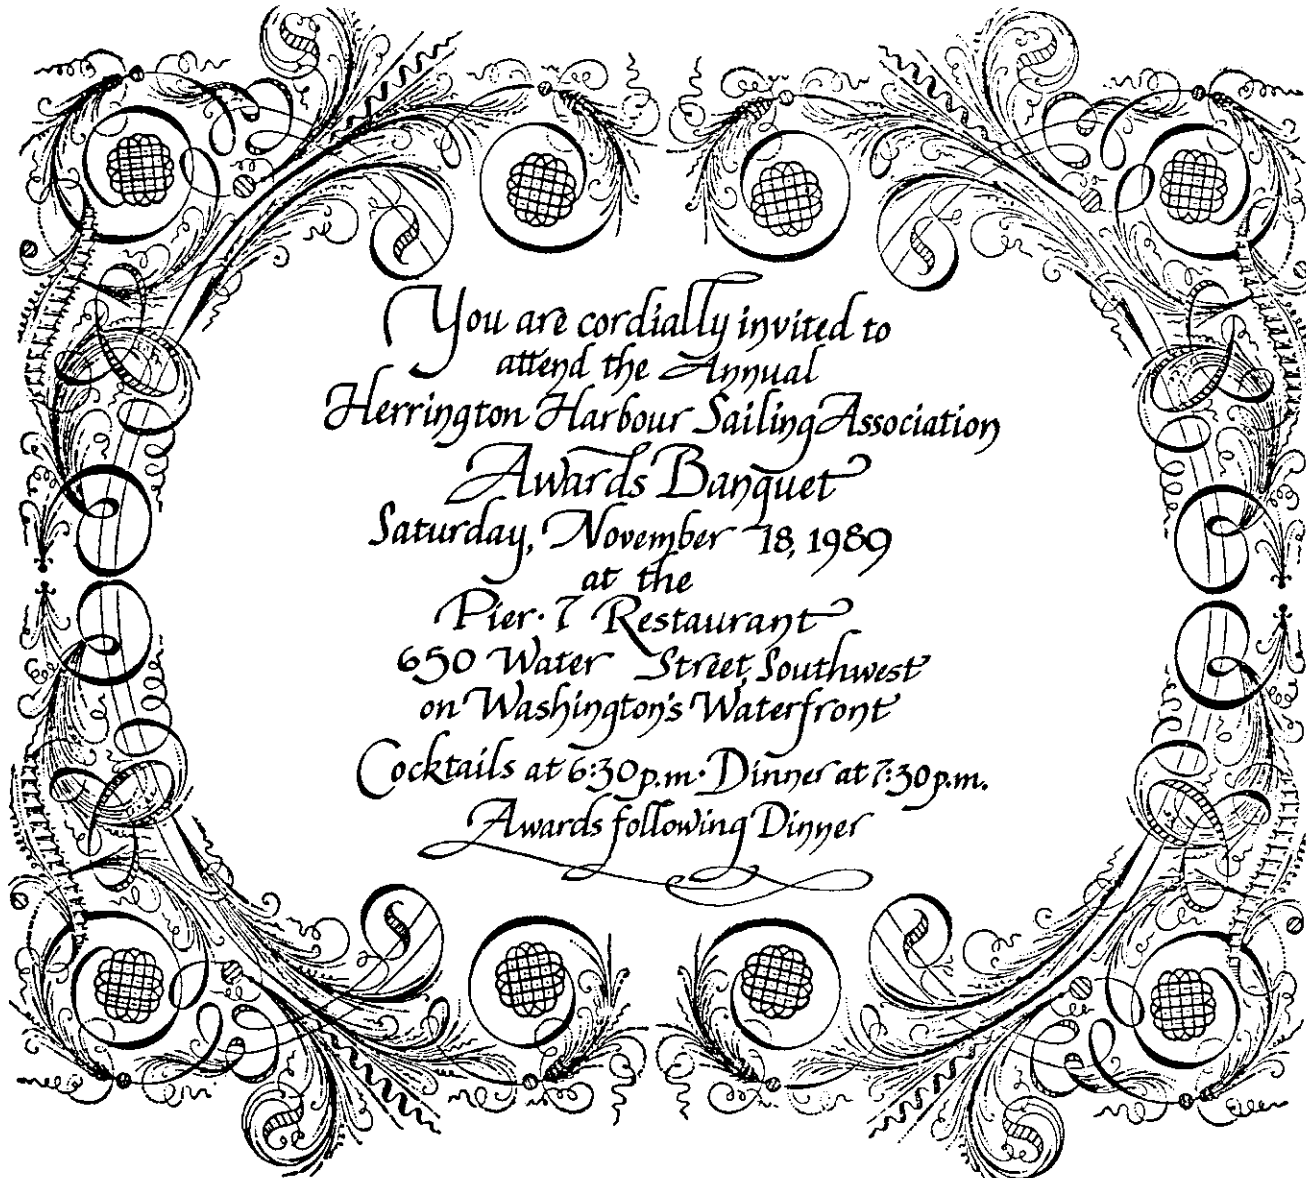 You are cordially invited to
attend the Annual
Herrington Harbour Sailing Association
Awards Banquet
Saturday, November 18, 1989
at the
Pier·7 Restaurant
650 Water Street, Southwest
on Washington's Waterfront
Cocktails at 6:30 p.m· Dinner at 7:30 p.m.
Awards following Dinner